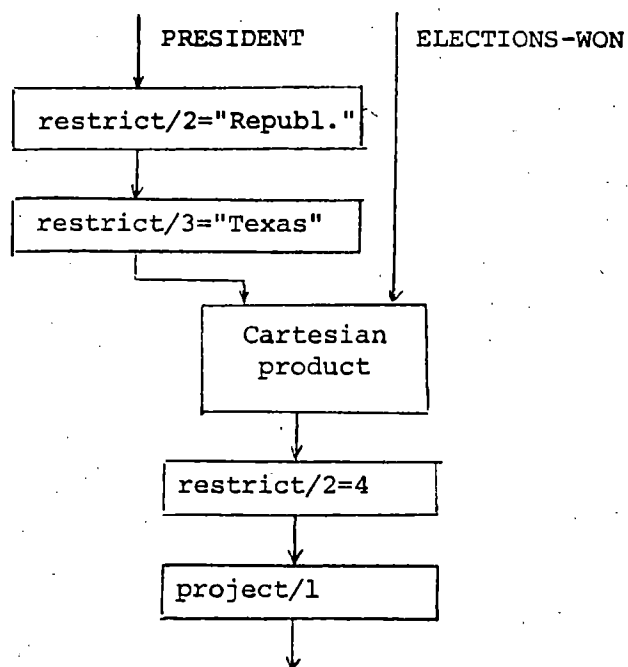 PRESIDENT
ELECTIONS-WON
restrict/2="Republ."
restrict/3="Texas"
Cartesian
product
restrict/2=4
project/1